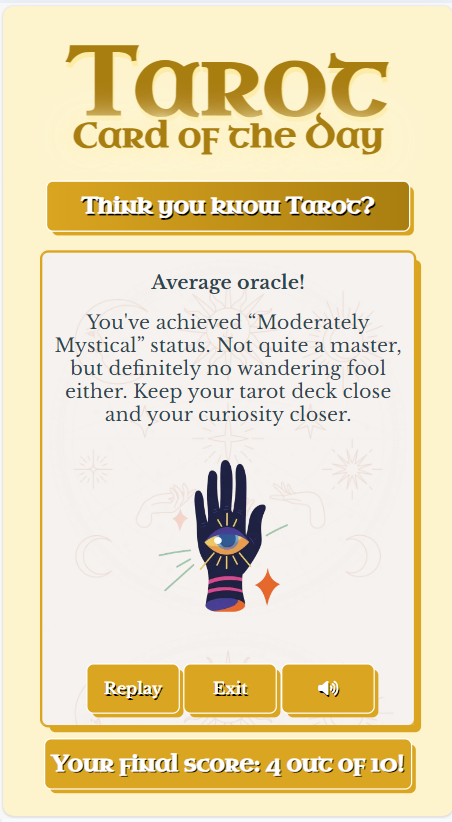 Tarot
Card of the Day
Think you know Tarot?
Average oracle!
You've achieved “Moderately
Mystical” status. Not quite a master,
but definitely no wandering fool
either. Keep your tarot deck close
and your curiosity closer.
Replay
Exit
Your final score: 4 out of 10!